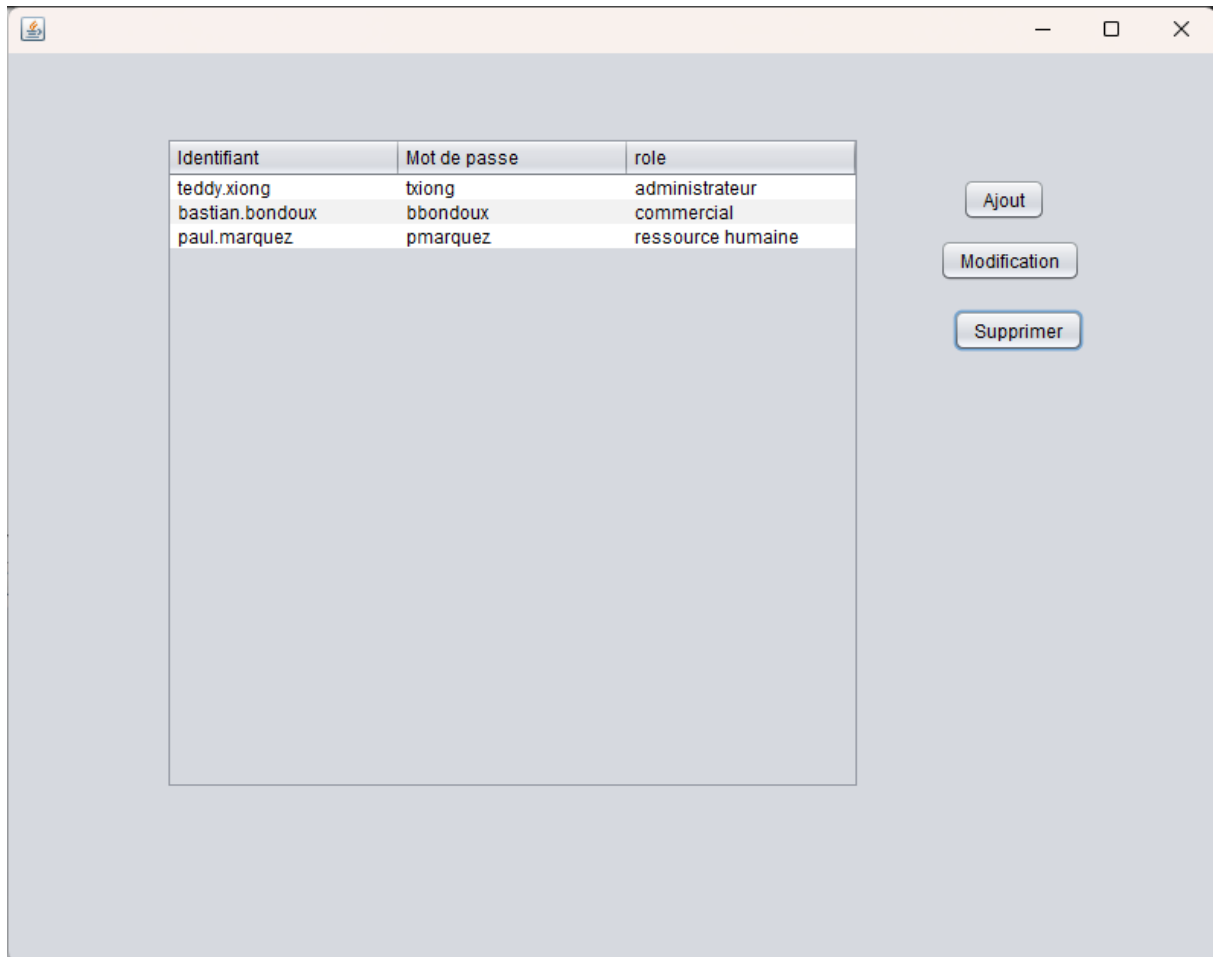 Identifiant Mot de passe role
teddy.xiong txiong administrateur
bastian.bondoux bbondoux commercial
paul.marquez pmarquez ressource humaine
Ajout
Modification
Supprimer